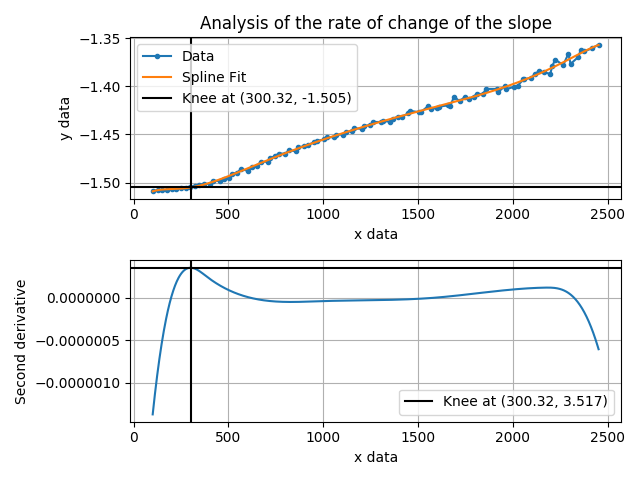 Analysis of the rate of change of the slope
−1.35
−1.40
−1.45
−1.50
y data
Data
Spline Fit
Knee at (300.32, -1.505)
0
500
1000
1500
2000
2500
x data
0.0000000
−0.0000005
−0.0000010
Second derivative
Knee at (300.32, 3.517)
0
500
1000
1500
2000
2500
x data